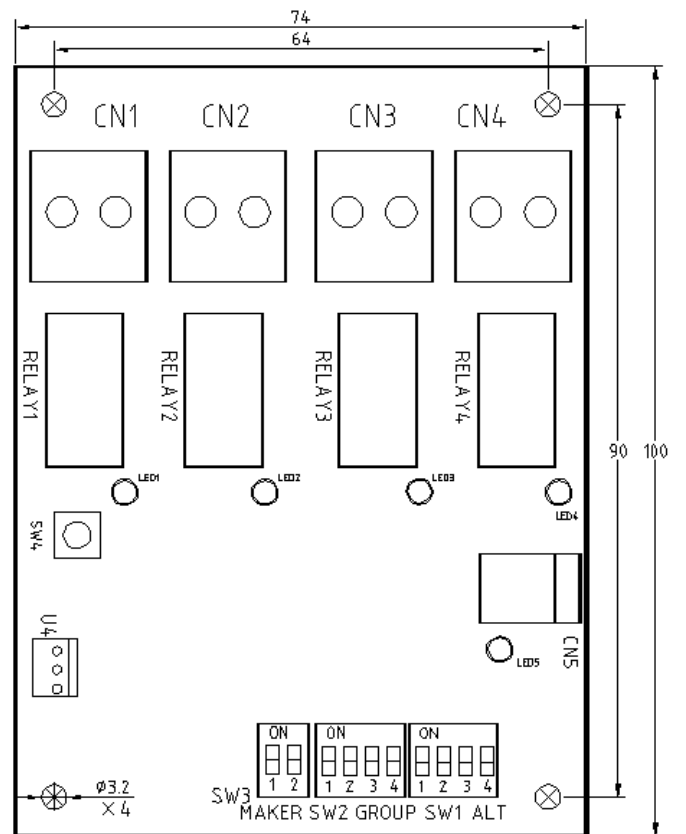 74
64
CN1 CN2 CN3 CN4
RELAY1 RELAY2 RELAY3 RELAY4
90 100
LED1 LED2 LED3 LED4
SW4
U4
CN5
LED5
ON ON ON
1 2 1 2 3 4 1 2 3 4
Ø3.2
×4
SW3
MAKER SW2 GROUP SW1 ALT